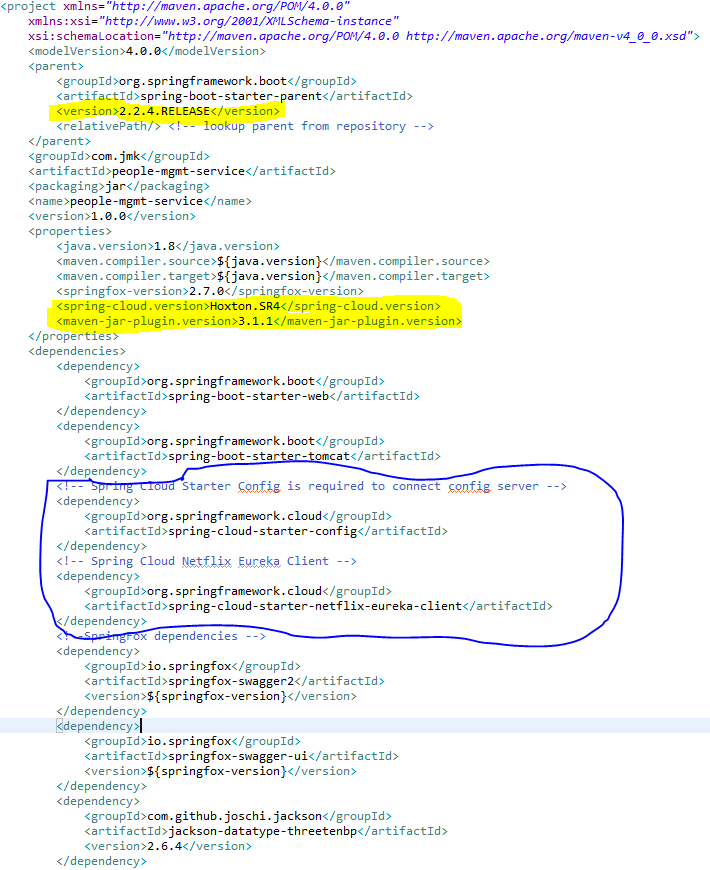 <project xmlns="http://maven.apache.org/POM/4.0.0"
    xmlns:xsi="http://www.w3.org/2001/XMLSchema-instance"
    xsi:schemaLocation="http://maven.apache.org/POM/4.0.0 http://maven.apache.org/maven-v4_0_0.xsd">
    <modelVersion>4.0.0</modelVersion>
    <parent>
        <groupId>org.springframework.boot</groupId>
        <artifactId>spring-boot-starter-parent</artifactId>
        <version>2.2.4.RELEASE</version>
        <relativePath/> <!-- lookup parent from repository -->
    </parent>
    <groupId>com.jmk</groupId>
    <artifactId>people-mgmt-service</artifactId>
    <packaging>jar</packaging>
    <name>people-mgmt-service</name>
    <version>1.0.0</version>
    <properties>
        <java.version>1.8</java.version>
        <maven.compiler.source>${java.version}</maven.compiler.source>
        <maven.compiler.target>${java.version}</maven.compiler.target>
        <springfox-version>2.7.0</springfox-version>
        <spring-cloud.version>Hoxton.SR4</spring-cloud.version>
        <maven-jar-plugin.version>3.1.1</maven-jar-plugin.version>
    </properties>
    <dependencies>
        <dependency>
            <groupId>org.springframework.boot</groupId>
            <artifactId>spring-boot-starter-web</artifactId>
        </dependency>
        <dependency>
            <groupId>org.springframework.boot</groupId>
            <artifactId>spring-boot-starter-tomcat</artifactId>
        </dependency>
        <!-- Spring Cloud Starter Config is required to connect config server -->
        <dependency>
            <groupId>org.springframework.cloud</groupId>
            <artifactId>spring-cloud-starter-config</artifactId>
        </dependency>
        <!-- Spring Cloud Netflix Eureka Client -->
        <dependency>
            <groupId>org.springframework.cloud</groupId>
            <artifactId>spring-cloud-starter-netflix-eureka-client</artifactId>
        </dependency>
        <!--SpringFox dependencies -->
        <dependency>
            <groupId>io.springfox</groupId>
            <artifactId>springfox-swagger2</artifactId>
            <version>${springfox-version}</version>
        </dependency>
        <dependency>
            <groupId>io.springfox</groupId>
            <artifactId>springfox-swagger-ui</artifactId>
            <version>${springfox-version}</version>
        </dependency>
        <dependency>
            <groupId>com.github.joschi.jackson</groupId>
            <artifactId>jackson-datatype-threetenbp</artifactId>
            <version>2.6.4</version>
        </dependency>